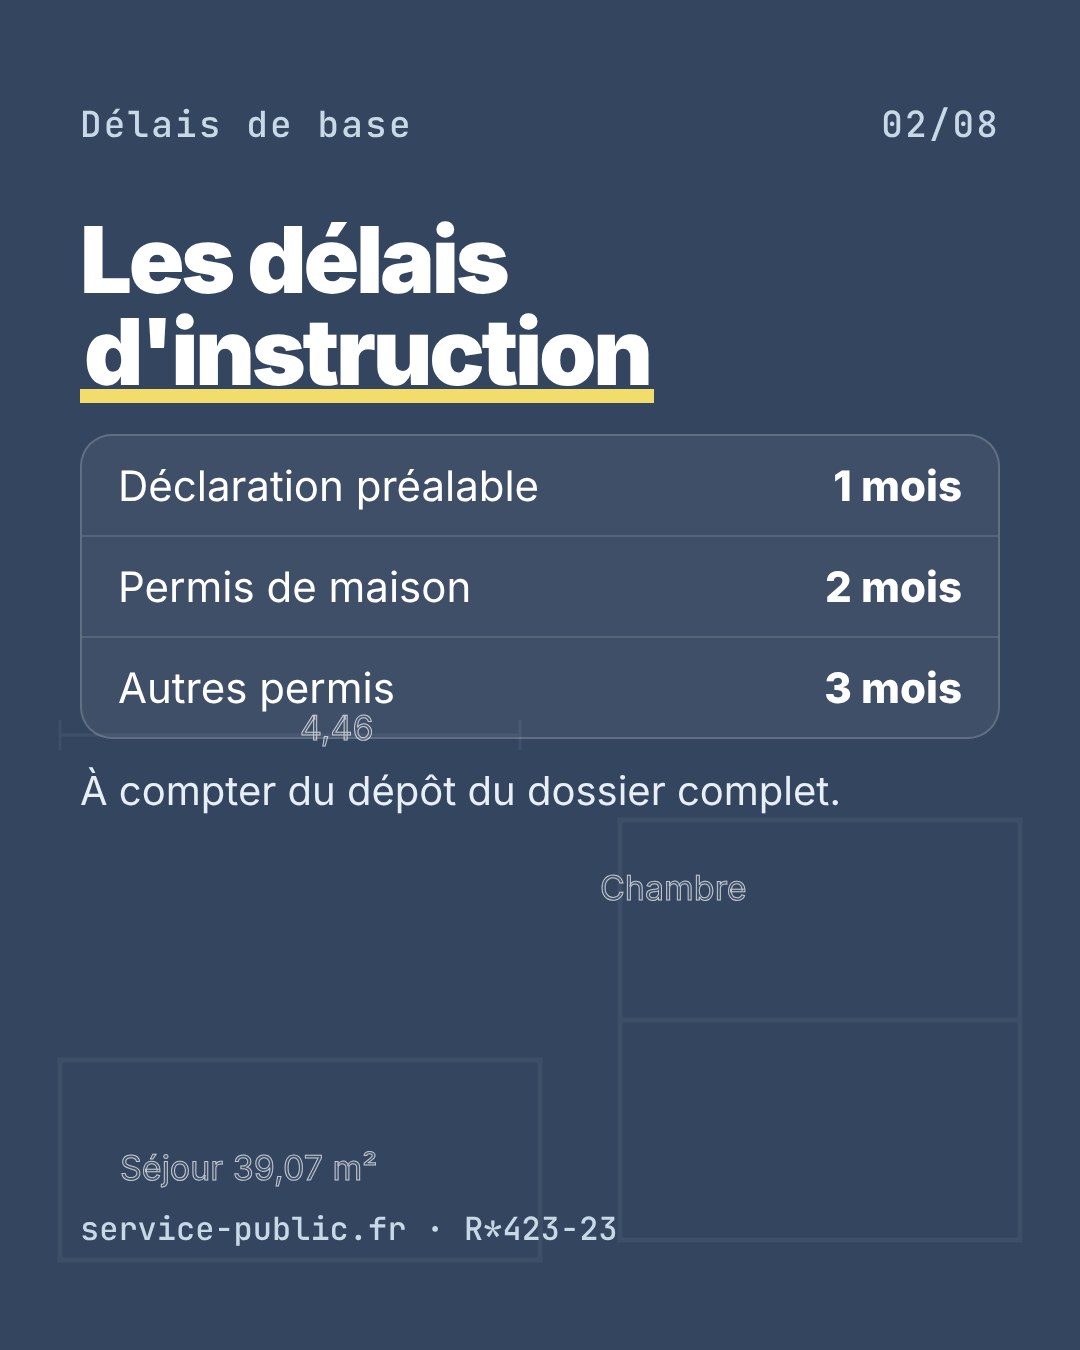 Délais de base 02/08
Les délais
d'instruction
Déclaration préalable 1 mois
Permis de maison 2 mois
Autres permis 3 mois
4,46
À compter du dépôt du dossier complet.
Chambre
Séjour 39,07 m²
service-public.fr · R*423-23